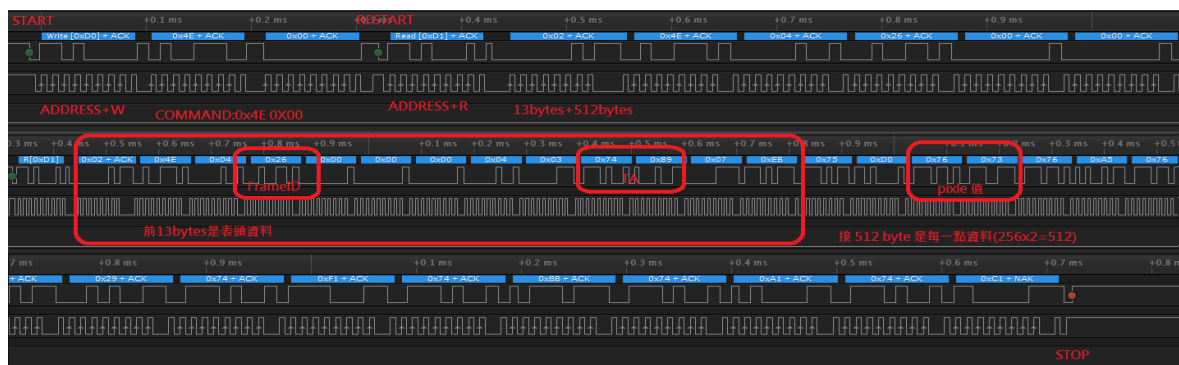 START RESTART
+0.1 ms +0.2 ms +0.4 ms +0.5 ms +0.6 ms +0.7 ms +0.8 ms +0.9 ms
Write [0xD0] + ACK 0x4E + ACK 0x00 + ACK Read [0xD1] + ACK 0x02 + ACK 0x4E + ACK 0x04 + ACK 0x26 + ACK 0x00 + ACK 0x00 + ACK
ADDRESS+W COMMAND:0x4E 0X00 ADDRESS+R 13bytes+512bytes
+0.5 ms +0.6 ms +0.7 ms +0.8 ms +0.9 ms +0.1 ms +0.2 ms +0.3 ms +0.4 ms +0.5 ms +0.6 ms +0.7 ms +0.8 ms +0.9 ms +0.2 ms +0.3 ms +0.4 ms
R[0xD1] 0x02 + ACK 0x4E 0x04 0x26 0x00 0x00 0x00 0x04 0x03 0x74 0x89 0x07 0xEB 0x75 0xD0 0x76 0x73 0x76 0xA5 0x76
FrameID TA pixle 值
前13bytes是表頭資料 接 512 byte 是每一點資料(256x2=512)
7 ms +0.8 ms +0.9 ms +0.1 ms +0.2 ms +0.3 ms +0.4 ms +0.5 ms +0.6 ms +0.7 ms
+ ACK 0x29 + ACK 0x74 + ACK 0xF1 + ACK 0x74 + ACK 0xBB + ACK 0x74 + ACK 0xA1 + ACK 0x74 + ACK 0xC1 + NAK
STOP